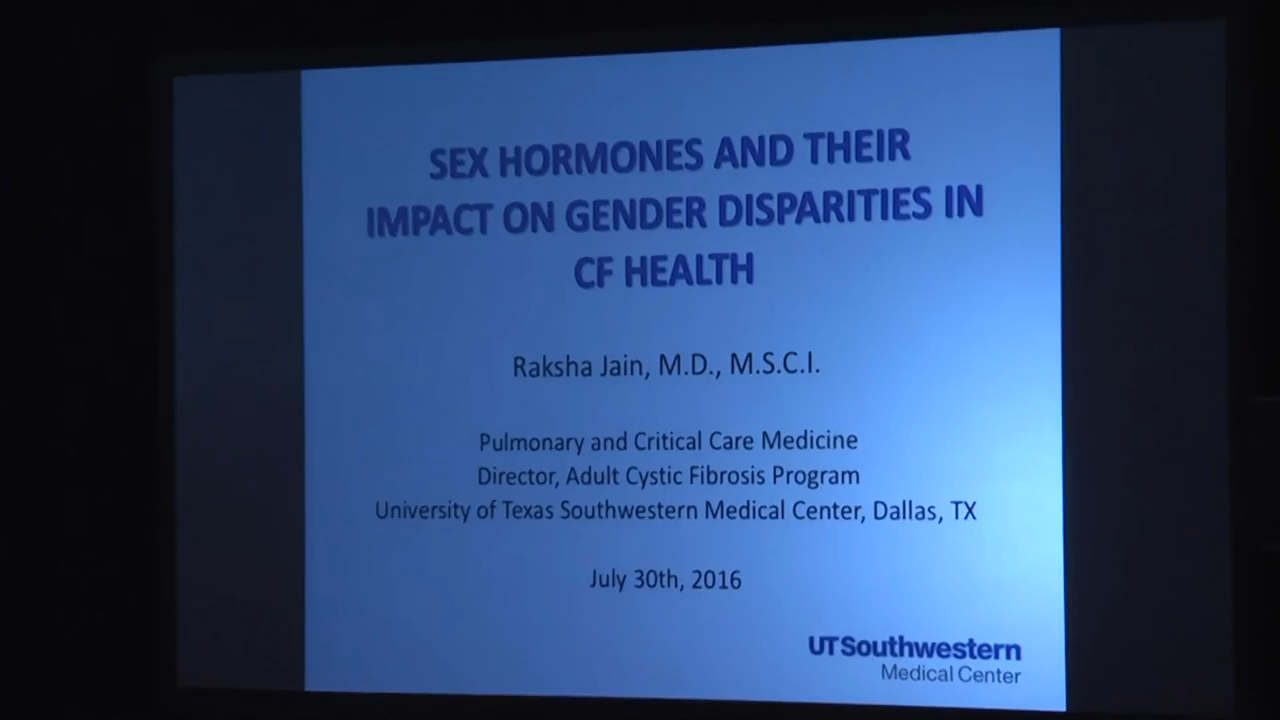 SEX HORMONES AND THEIR
IMPACT ON GENDER DISPARITIES IN
CF HEALTH
Raksha Jain, M.D., M.S.C.I.
Pulmonary and Critical Care Medicine
Director, Adult Cystic Fibrosis Program
University of Texas Southwestern Medical Center, Dallas, TX
July 30th, 2016
UTSouthwestern
Medical Center